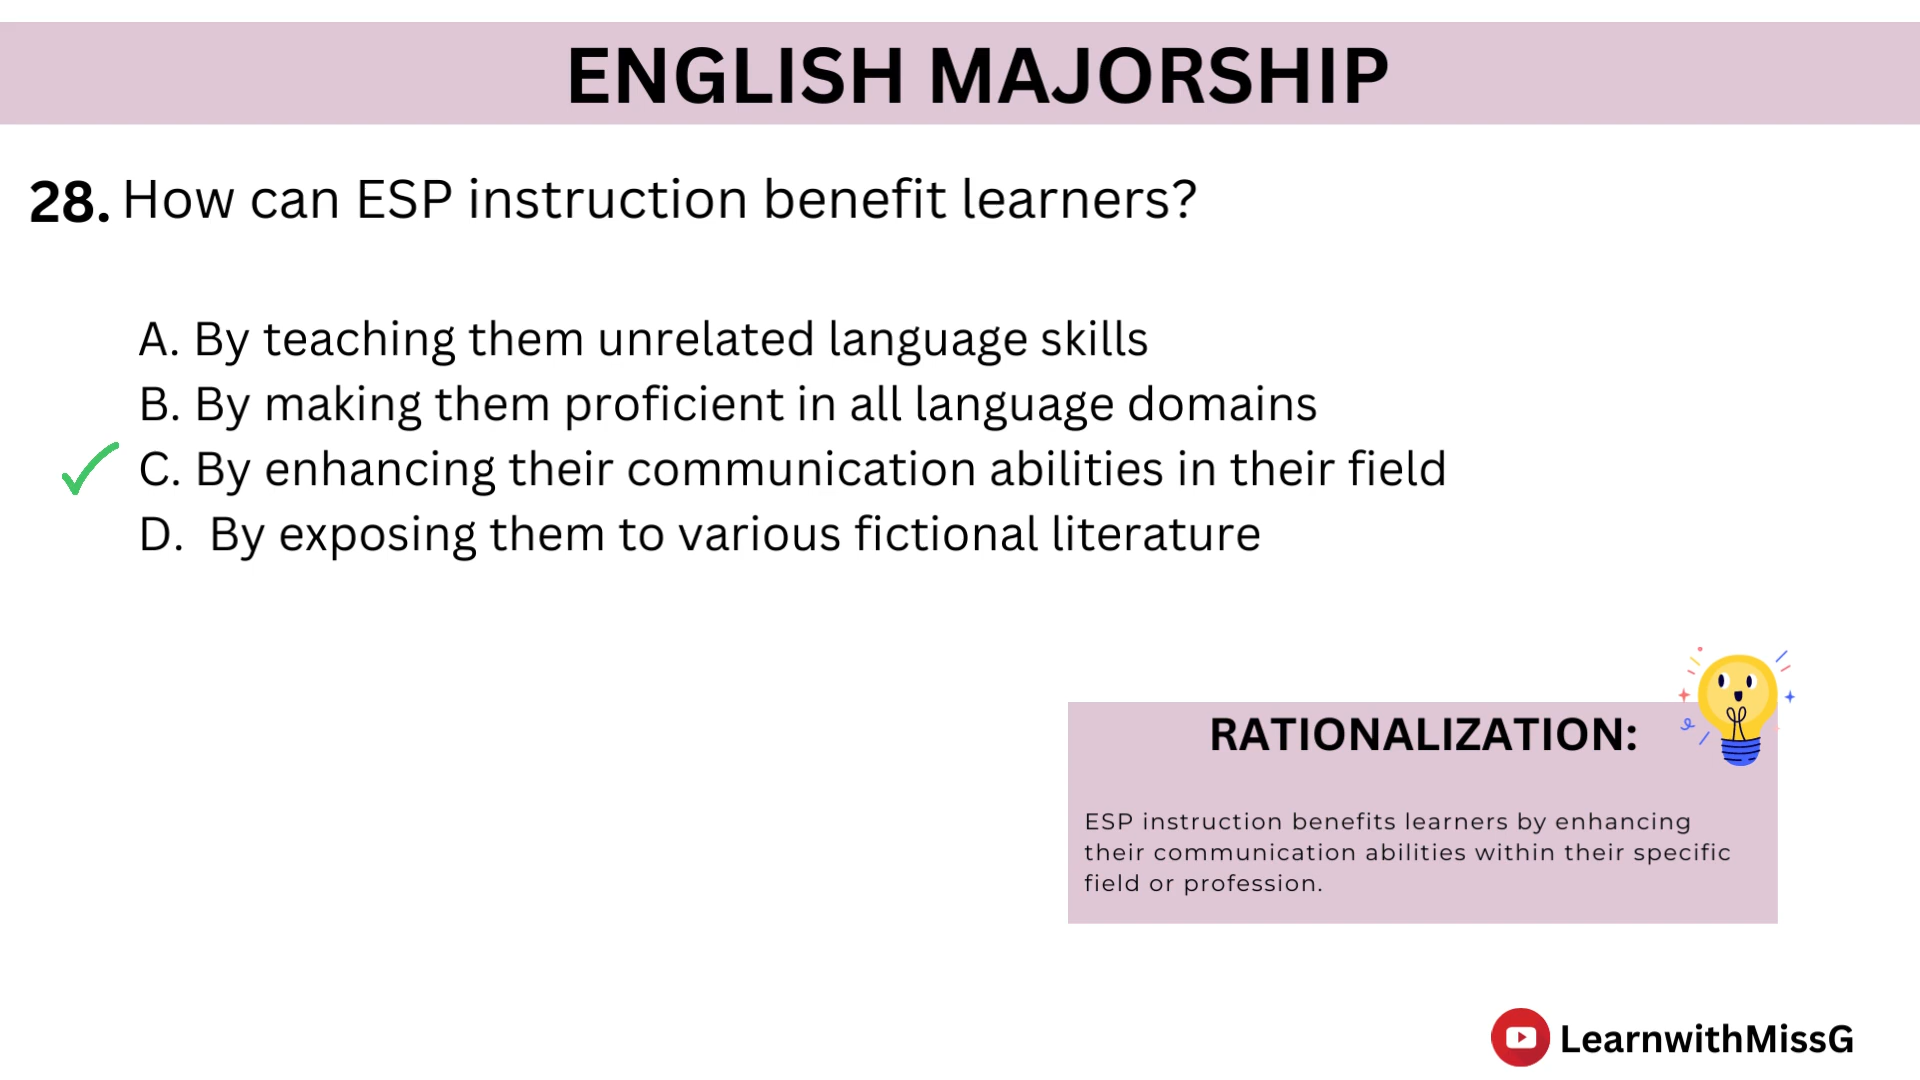 ENGLISH MAJORSHIP
28. How can ESP instruction benefit learners?
A. By teaching them unrelated language skills
B. By making them proficient in all language domains
C. By enhancing their communication abilities in their field
D. By exposing them to various fictional literature
RATIONALIZATION:
ESP instruction benefits learners by enhancing
their communication abilities within their specific
field or profession.
LearnwithMissG